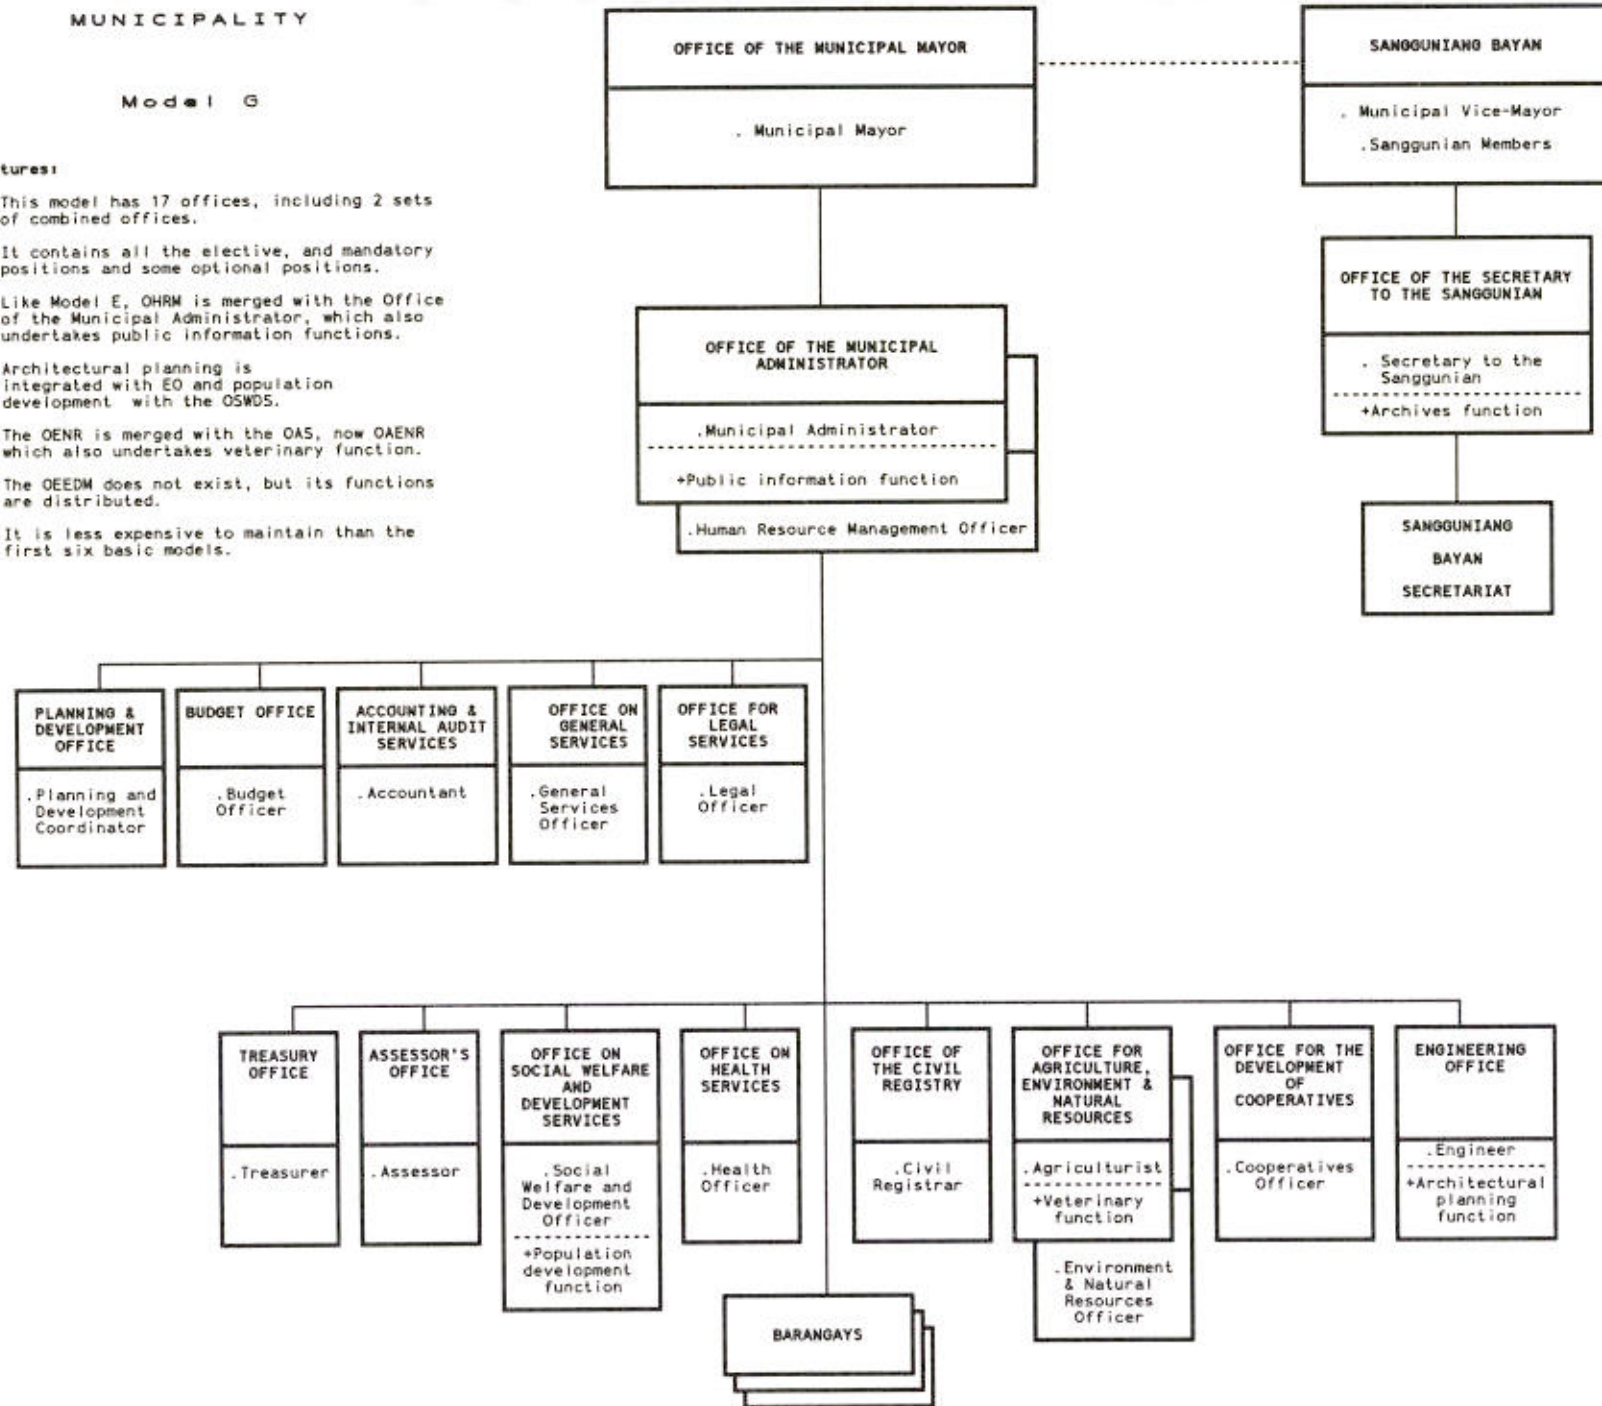 MUNICIPALITY
Model G
tures:
This model has 17 offices, including 2 sets
of combined offices.
It contains all the elective, and mandatory
positions and some optional positions.
Like Model E, OHRM is merged with the Office
of the Municipal Administrator, which also
undertakes public information functions.
Architectural planning is
integrated with EO and population
development with the OSWDS.
The OENR is merged with the OAS, now OAENR
which also undertakes veterinary function.
The OEEDM does not exist, but its functions
are distributed.
It is less expensive to maintain than the
first six basic models.
OFFICE OF THE MUNICIPAL MAYOR
. Municipal Mayor
SANGGUNIANG BAYAN
. Municipal Vice-Mayor
.Sanggunian Members
OFFICE OF THE SECRETARY
TO THE SANGGUNIAN
. Secretary to the
Sanggunian
+Archives function
SANGGUNIANG
BAYAN
SECRETARIAT
OFFICE OF THE MUNICIPAL
ADMINISTRATOR
.Municipal Administrator
+Public information function
.Human Resource Management Officer
PLANNING &
DEVELOPMENT
OFFICE
.Planning and
Development
Coordinator
BUDGET OFFICE
.Budget
Officer
ACCOUNTING &
INTERNAL AUDIT
SERVICES
.Accountant
OFFICE ON
GENERAL
SERVICES
.General
Services
Officer
OFFICE FOR
LEGAL
SERVICES
.Legal
Officer
TREASURY
OFFICE
.Treasurer
ASSESSOR'S
OFFICE
.Assessor
OFFICE ON
SOCIAL WELFARE
AND
DEVELOPMENT
SERVICES
.Social
Welfare and
Development
Officer
+Population
development
function
OFFICE ON
HEALTH
SERVICES
.Health
Officer
OFFICE OF
THE CIVIL
REGISTRY
.Civil
Registrar
OFFICE FOR
AGRICULTURE,
ENVIRONMENT &
NATURAL
RESOURCES
.Agriculturist
+Veterinary
function
.Environment
& Natural
Resources
Officer
OFFICE FOR THE
DEVELOPMENT
OF
COOPERATIVES
.Cooperatives
Officer
ENGINEERING
OFFICE
.Engineer
+Architectural
planning
function
BARANGAYS